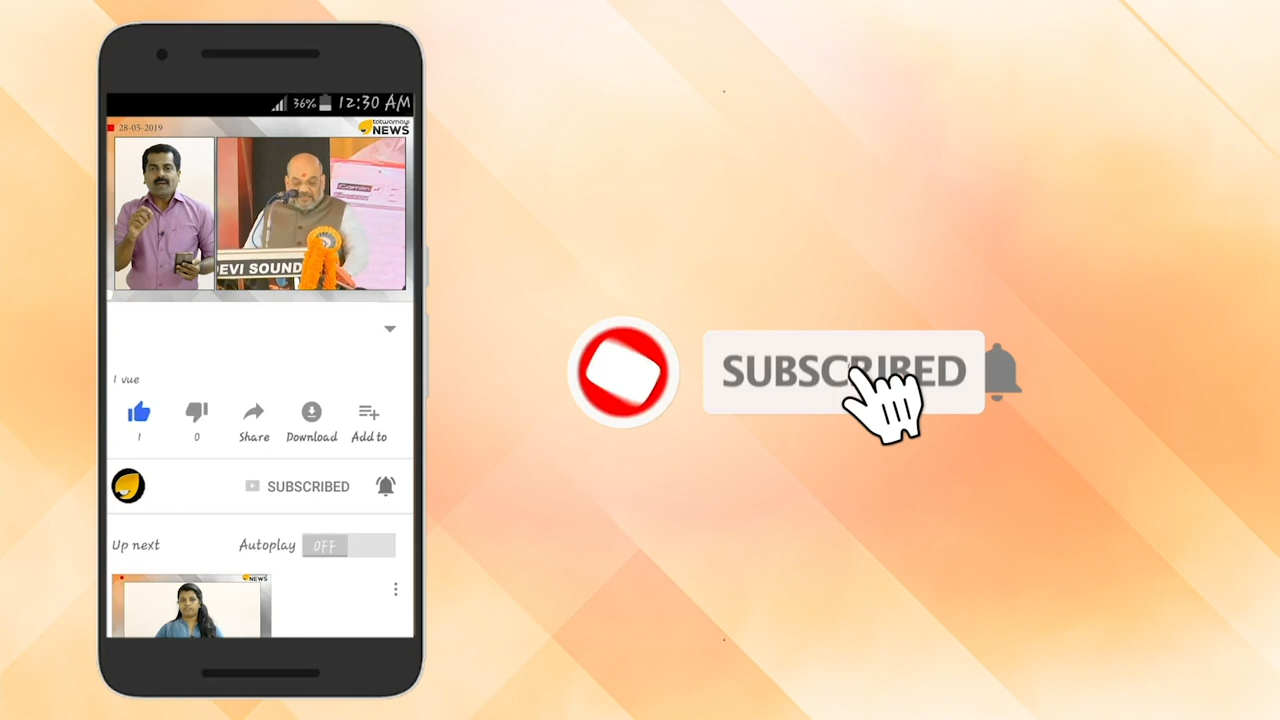 36% 12:30 AM
28-05-2019
tatwamayi
NEWS
DEVI SOUND
1 vue
1
0
Share
Download
Add to
SUBSCRIBED
Up next
Autoplay
OFF
NEWS
SUBSCRIBED